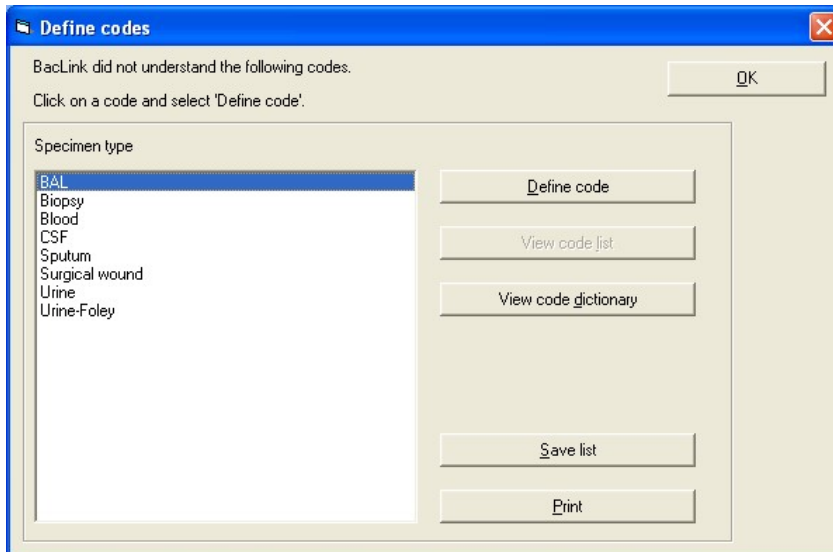 Define codes
BacLink did not understand the following codes.
OK
Click on a code and select 'Define code'.
Specimen type
BAL
Biopsy
Blood
CSF
Sputum
Surgical wound
Urine
Urine-Foley
Define code
View code list
View code dictionary
Save list
Print